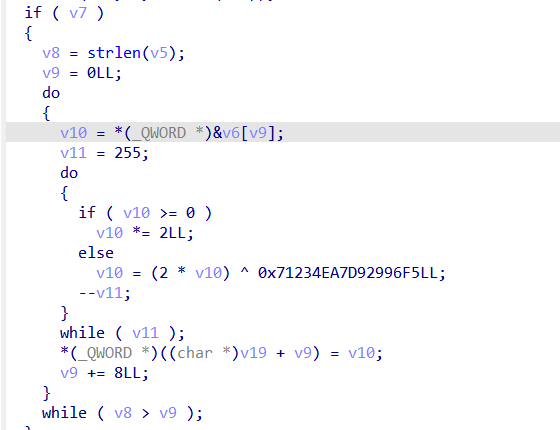 if ( v7 )
{
v8 = strlen(v5);
v9 = 0LL;
do
{
v10 = *(_QWORD *)&v6[v9];
v11 = 255;
do
{
if ( v10 >= 0 )
v10 *= 2LL;
else
v10 = (2 * v10) ^ 0x71234EA7D92996F5LL;
--v11;
}
while ( v11 );
*(_QWORD *)((char *)v19 + v9) = v10;
v9 += 8LL;
}
while ( v8 > v9 );